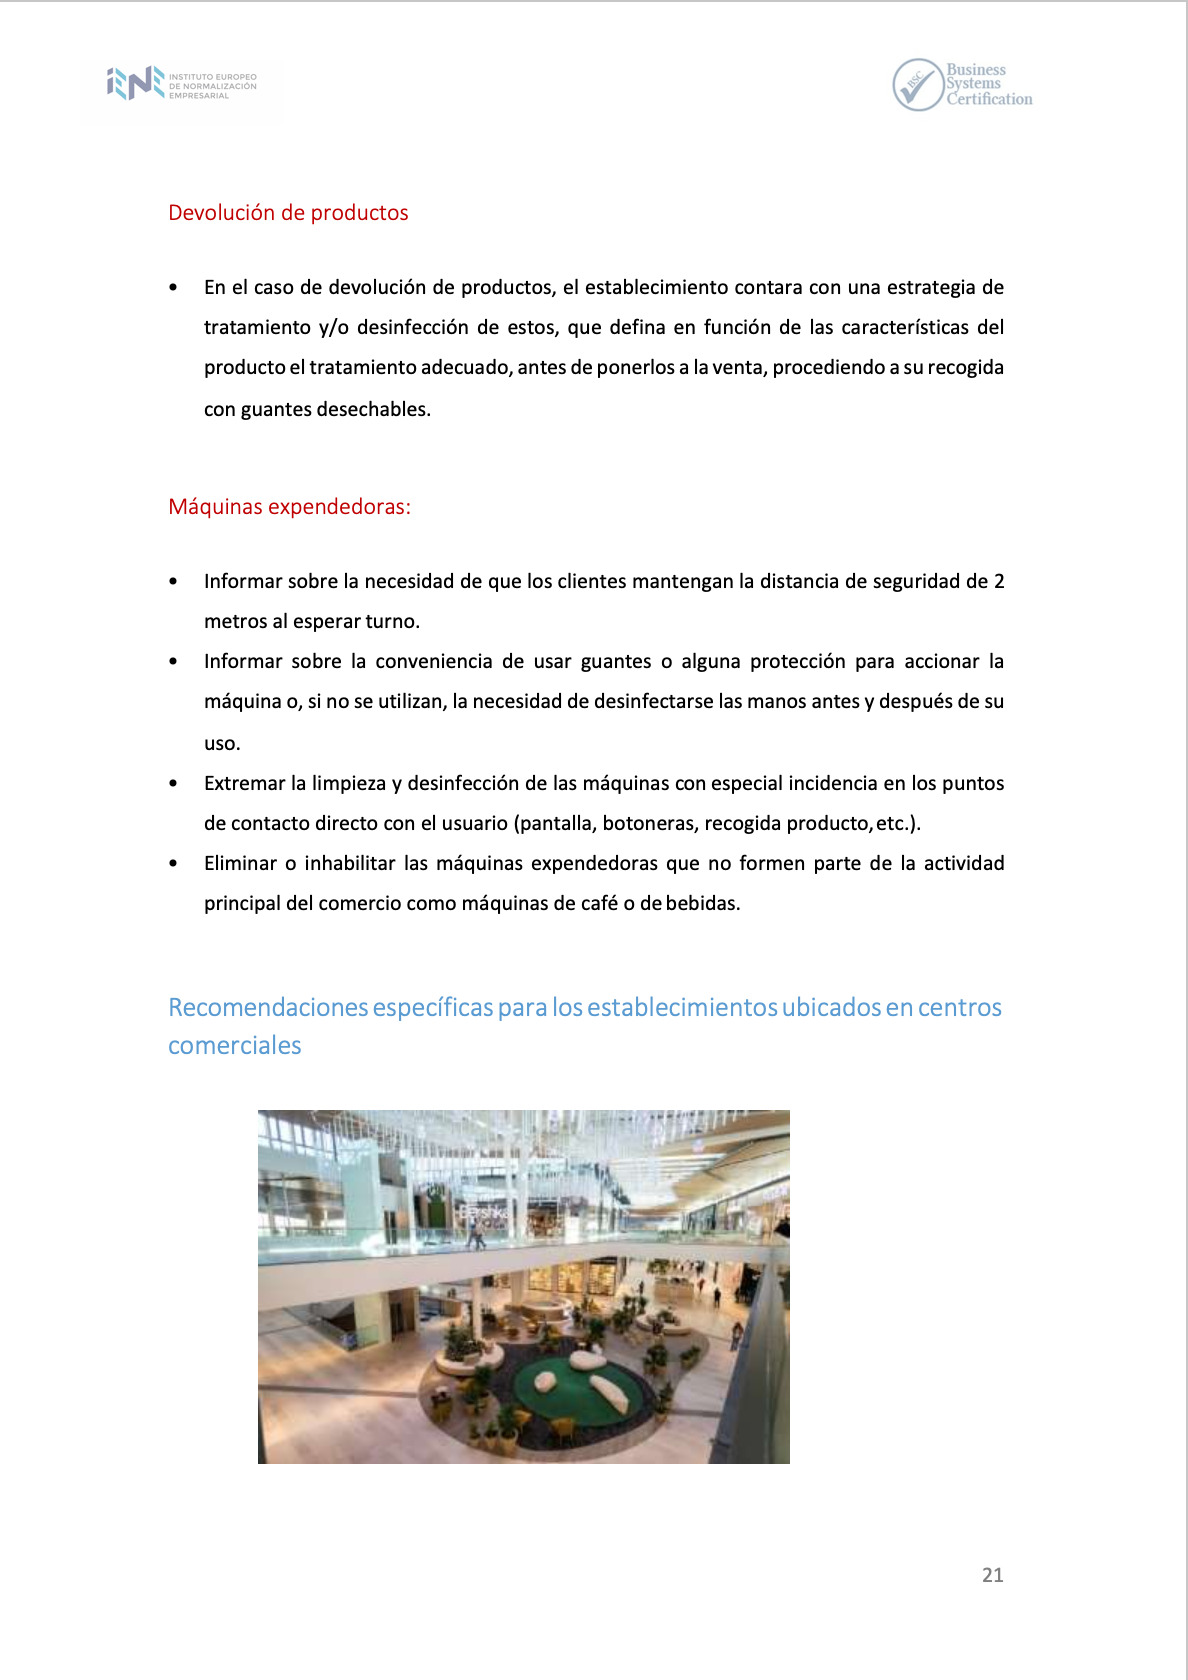 INSTITUTO EUROPEO
DE NORMALIZACIÓN
EMPRESARIAL
BSC
Business
Systems
Certification
Devolución de productos
• En el caso de devolución de productos, el establecimiento contara con una estrategia de
tratamiento y/o desinfección de estos, que defina en función de las características del
producto el tratamiento adecuado, antes de ponerlos a la venta, procediendo a su recogida
con guantes desechables.
Máquinas expendedoras:
• Informar sobre la necesidad de que los clientes mantengan la distancia de seguridad de 2
metros al esperar turno.
• Informar sobre la conveniencia de usar guantes o alguna protección para accionar la
máquina o, si no se utilizan, la necesidad de desinfectarse las manos antes y después de su
uso.
• Extremar la limpieza y desinfección de las máquinas con especial incidencia en los puntos
de contacto directo con el usuario (pantalla, botoneras, recogida producto, etc.).
• Eliminar o inhabilitar las máquinas expendedoras que no formen parte de la actividad
principal del comercio como máquinas de café o de bebidas.
Recomendaciones específicas para los establecimientos ubicados en centros
comerciales
Bershka
21